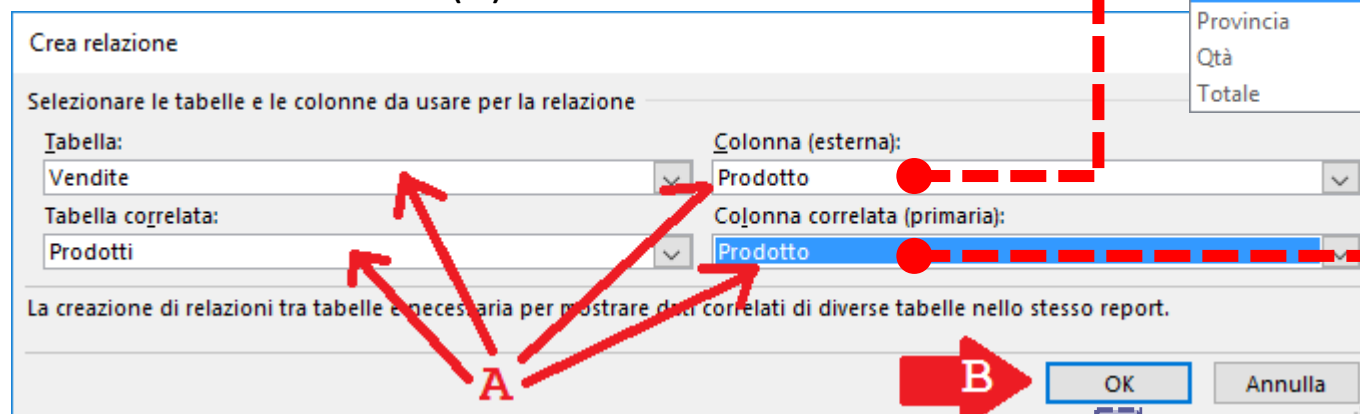 Provincia
Qtà
Totale
Crea relazione
Selezionare le tabelle e le colonne da usare per la relazione
Tabella:
Colonna (esterna):
Vendite
Prodotto
Tabella correlata:
Colonna correlata (primaria):
Prodotti
Prodotto
La creazione di relazioni tra tabelle è necessaria per mostrare dati correlati di diverse tabelle nello stesso report.
A
B
OK
Annulla